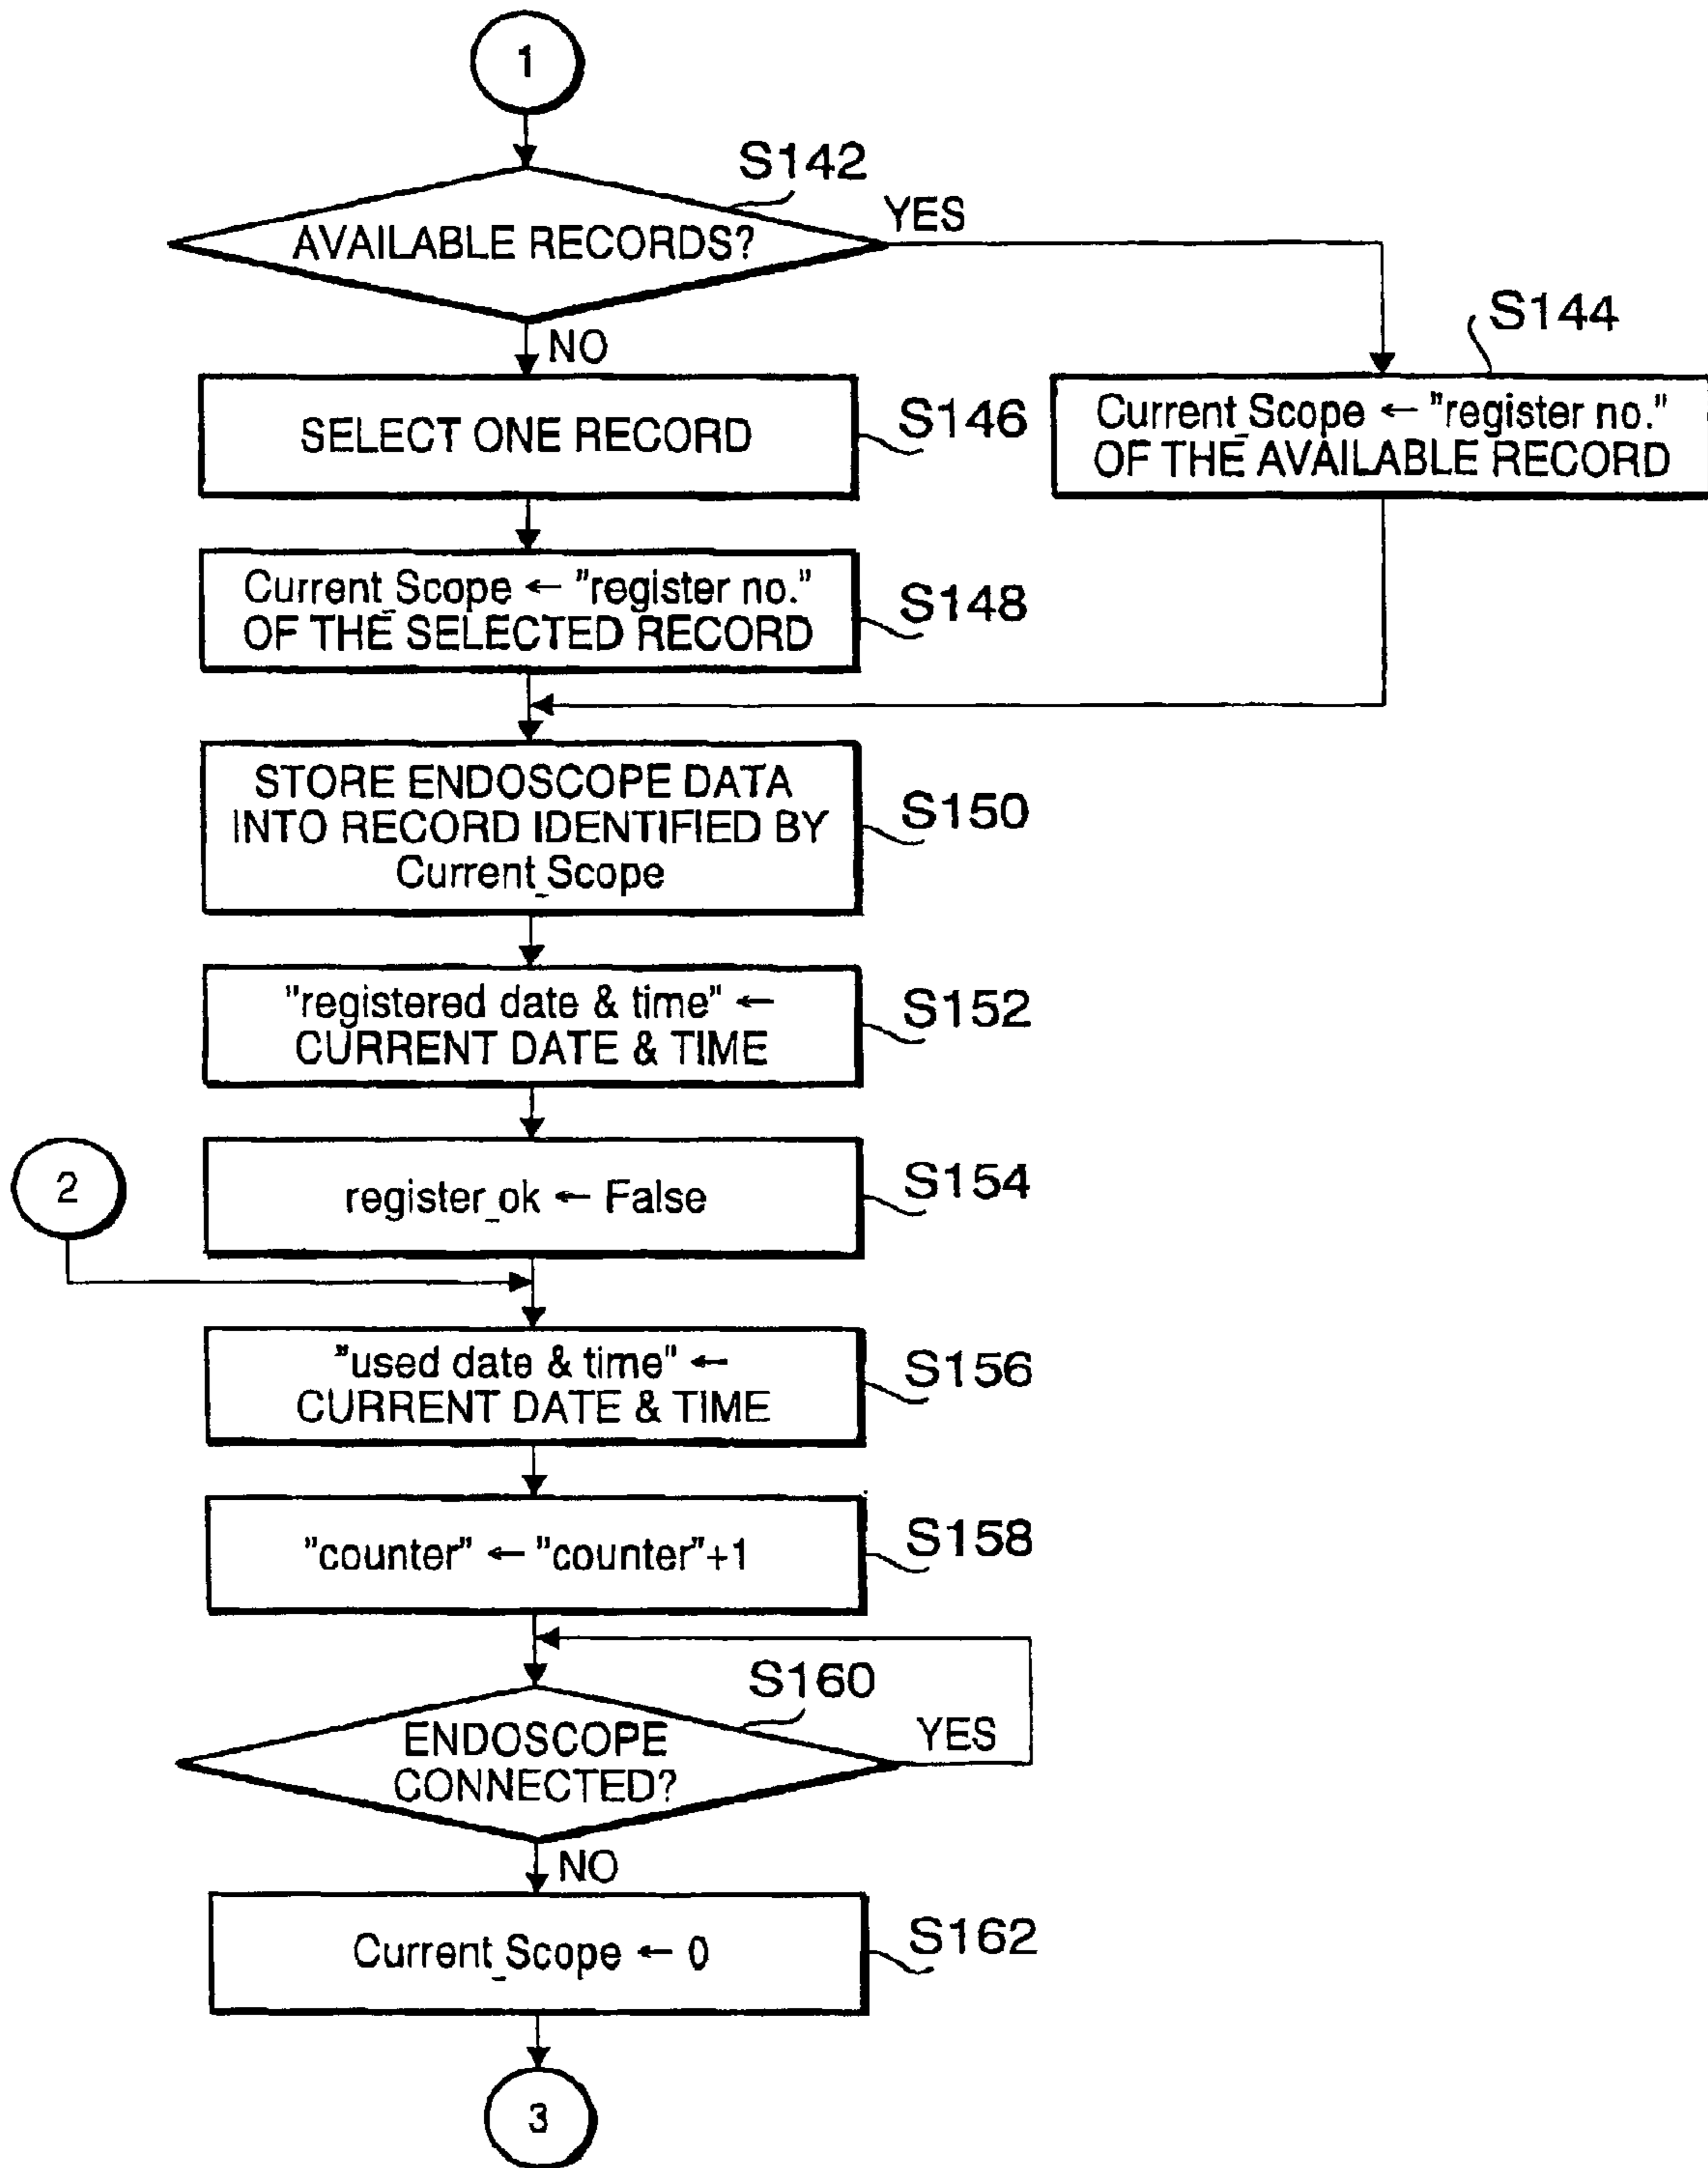 1
S142
AVAILABLE RECORDS?
YES
NO
S144
Current_Scope ← "register no."
OF THE AVAILABLE RECORD
SELECT ONE RECORD
S146
Current_Scope ← "register no."
OF THE SELECTED RECORD
S148
STORE ENDOSCOPE DATA
INTO RECORD IDENTIFIED BY
Current_Scope
S150
"registered date & time" ←
CURRENT DATE & TIME
S152
2
register_ok ← False
S154
"used date & time" ←
CURRENT DATE & TIME
S156
"counter" ← "counter"+1
S158
S160
ENDOSCOPE
CONNECTED?
YES
NO
Current_Scope ← 0
S162
3